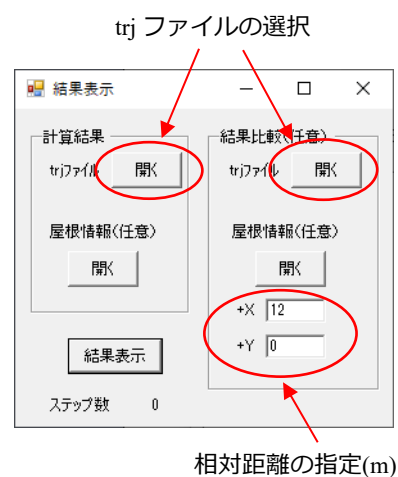 trj ファイルの選択
結果表示
計算結果
trjファイル 開く
屋根情報(任意)
開く
結果表示
ステップ数 0
結果比較(任意)
trjファイル 開く
屋根情報(任意)
開く
+X 12
+Y 0
相対距離の指定(m)